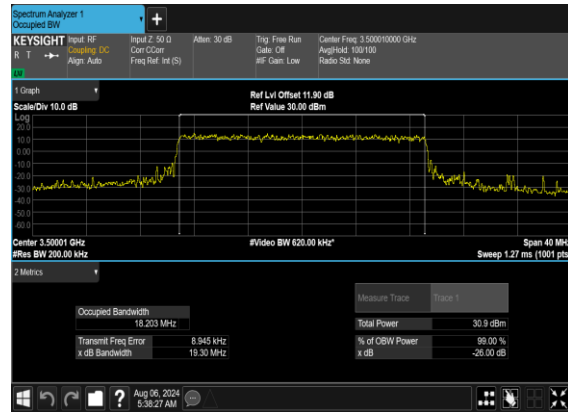 Spectrum Analyzer 1
Occupied BW
KEYSIGHT
R T
Input: RF
Coupling: DC
Align: Auto
Input Z: 50 Ω
Corr CCorr
Freq Ref: Int (S)
Atten: 30 dB
Trig: Free Run
Gate: Off
#IF Gain: Low
Center Freq: 3.500010000 GHz
Avg|Hold: 100/100
Radio Std: None
1 Graph
Scale/Div 10.0 dB
Ref Lvl Offset 11.90 dB
Ref Value 30.00 dBm
Log
20.0
10.0
0.00
-10.0
-20.0
-30.0
-40.0
-50.0
-60.0
Center 3.50001 GHz
#Res BW 200.00 kHz
#Video BW 620.00 kHz*
Span 40 MHz
Sweep 1.27 ms (1001 pts)
2 Metrics
Measure Trace
Trace 1
Occupied Bandwidth
18.203 MHz
Total Power
30.9 dBm
Transmit Freq Error
8.945 kHz
% of OBW Power
99.00 %
x dB Bandwidth
19.30 MHz
x dB
-26.00 dB
?
Aug 06, 2024
5:38:27 AM